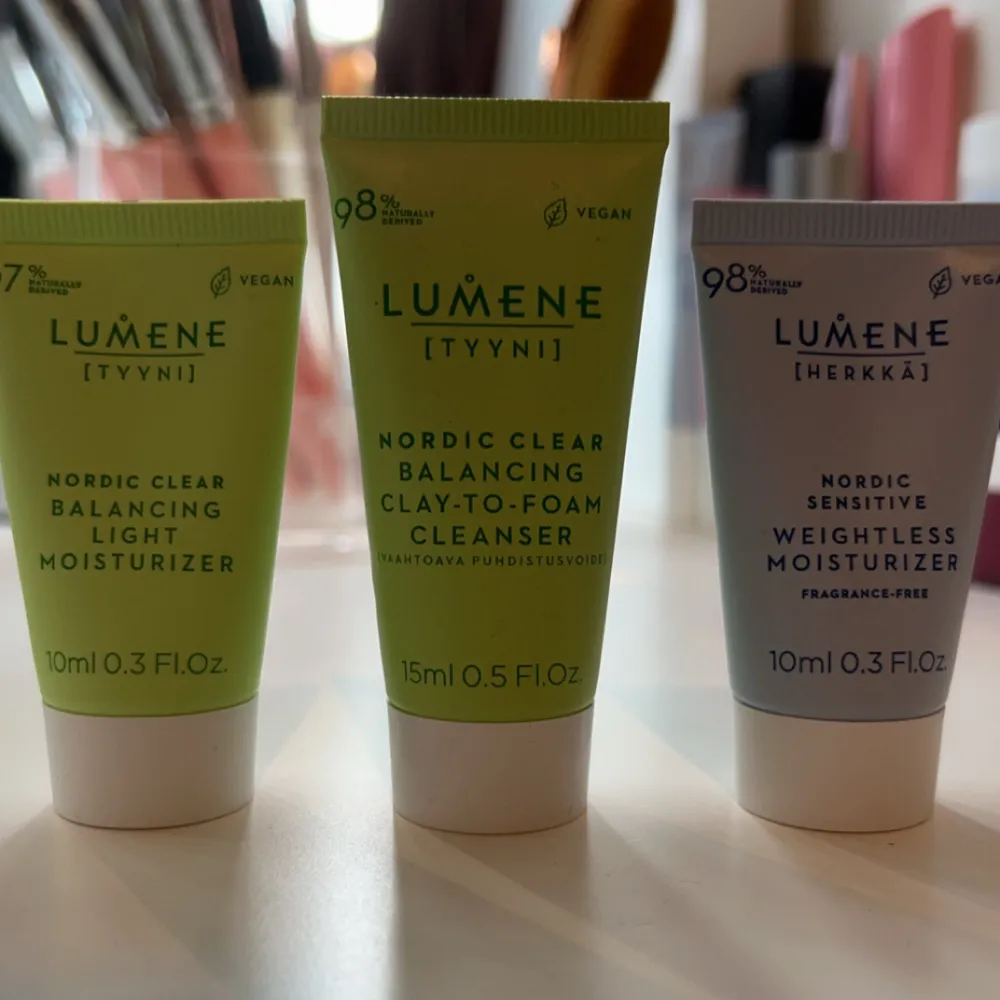 7%
NATURALLY
DERIVED
VEGAN
LUMENE
[TYYNI]
NORDIC CLEAR
BALANCING
LIGHT
MOISTURIZER
10ml 0.3 Fl.Oz.
98%
NATURALLY
DERIVED
VEGAN
LUMENE
[TYYNI]
NORDIC CLEAR
BALANCING
CLAY-TO-FOAM
CLEANSER
[VAAHTOAVA PUHDISTUSVOIDE]
15ml 0.5 Fl.Oz.
98%
NATURALLY
DERIVED
VEGA
LUMENE
[HERKKÄ]
NORDIC
SENSITIVE
WEIGHTLESS
MOISTURIZER
FRAGRANCE-FREE
10ml 0.3 Fl.Oz.